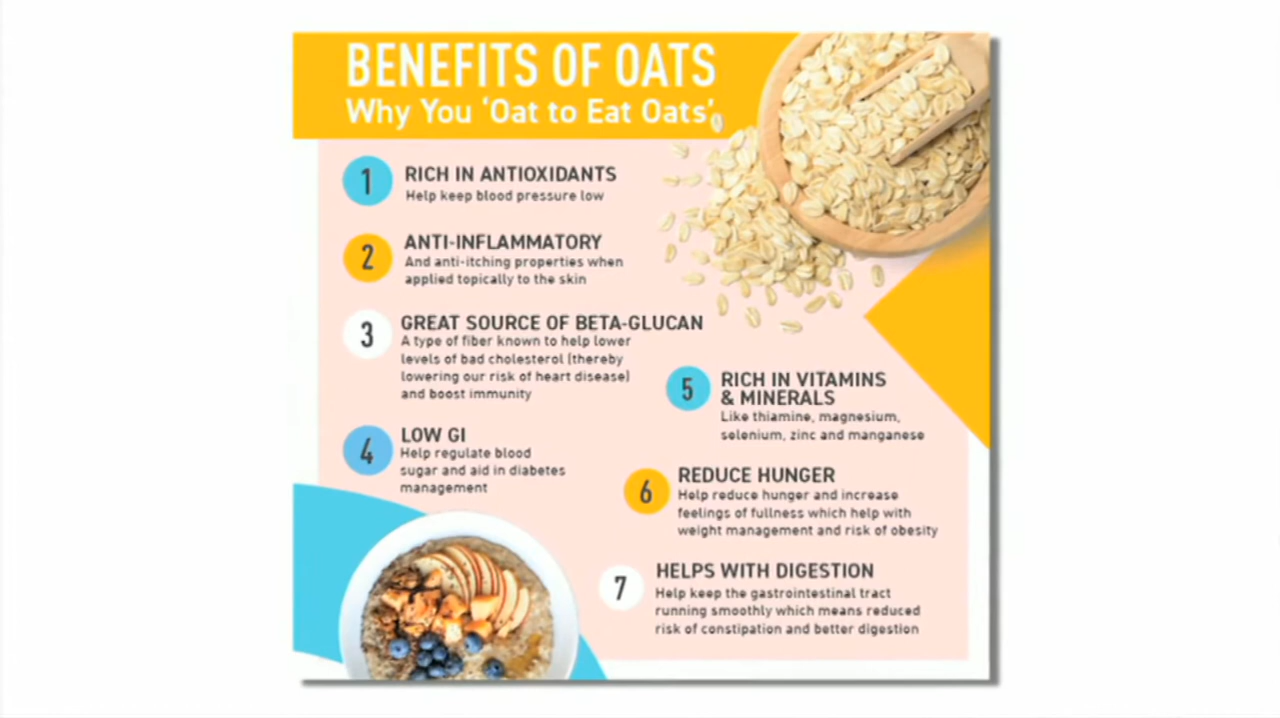 BENEFITS OF OATS
Why You 'Oat to Eat Oats'
1
RICH IN ANTIOXIDANTS
Help keep blood pressure low
2
ANTI-INFLAMMATORY
And anti-itching properties when
applied topically to the skin
3
GREAT SOURCE OF BETA-GLUCAN
A type of fiber known to help lower
levels of bad cholesterol (thereby
lowering our risk of heart disease)
and boost immunity
4
LOW GI
Help regulate blood
sugar and aid in diabetes
management
5
RICH IN VITAMINS
& MINERALS
Like thiamine, magnesium,
selenium, zinc and manganese
6
REDUCE HUNGER
Help reduce hunger and increase
feelings of fullness which help with
weight management and risk of obesity
7
HELPS WITH DIGESTION
Help keep the gastrointestinal tract
running smoothly which means reduced
risk of constipation and better digestion